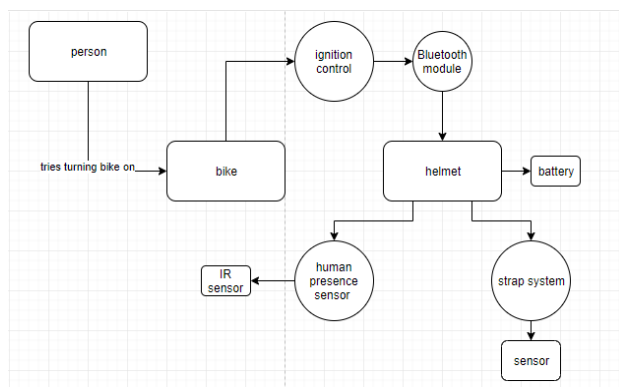 person
ignition
control
Bluetooth
module
tries turning bike on
bike
helmet
battery
IR
sensor
human
presence
sensor
strap system
sensor